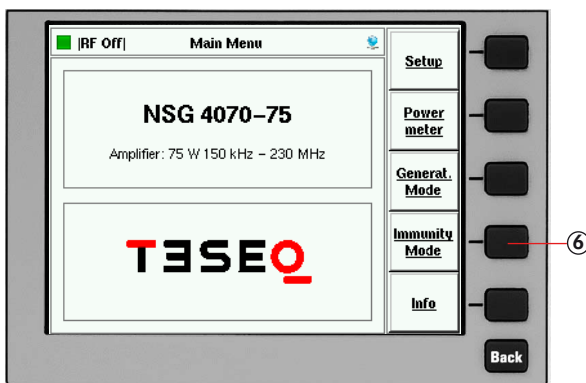 |RF Off| Main Menu
Setup
NSG 4070-75
Amplifier: 75 W 150 kHz - 230 MHz
Power
meter
Generat.
Mode
TESEQ
Immunity
Mode
6
Info
Back